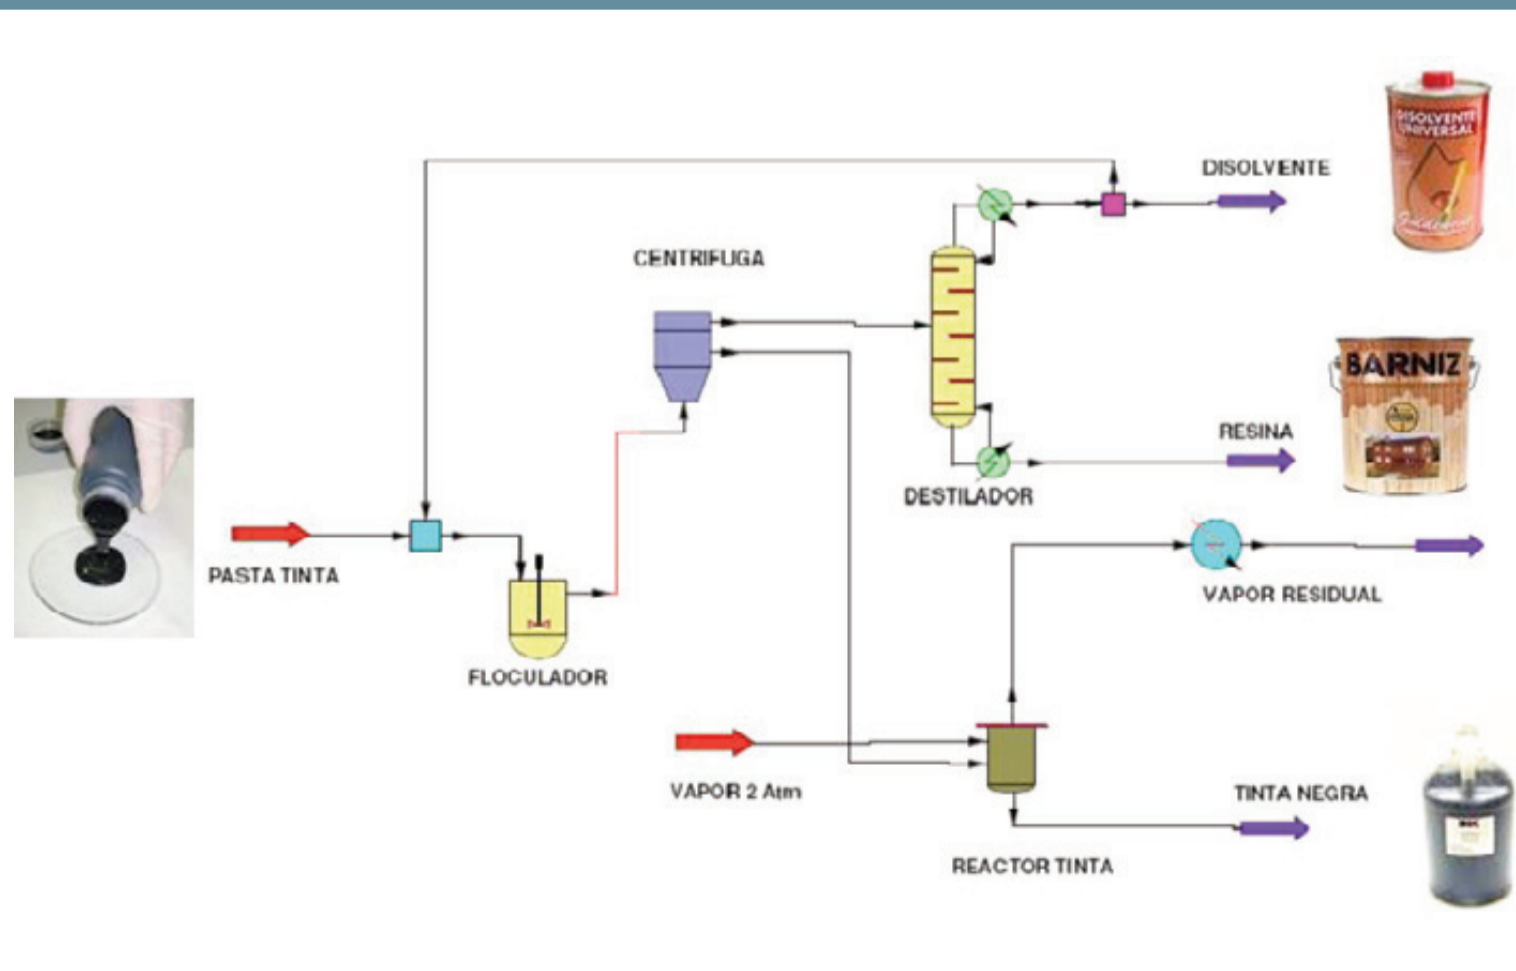 DISOLVENTE
UNIVERSAL
DISOLVENTE
CENTRIFUGA
BARNIZ
RESINA
DESTILADOR
PASTA TINTA
VAPOR RESIDUAL
FLOCULADOR
VAPOR 2 Atm
TINTA NEGRA
REACTOR TINTA